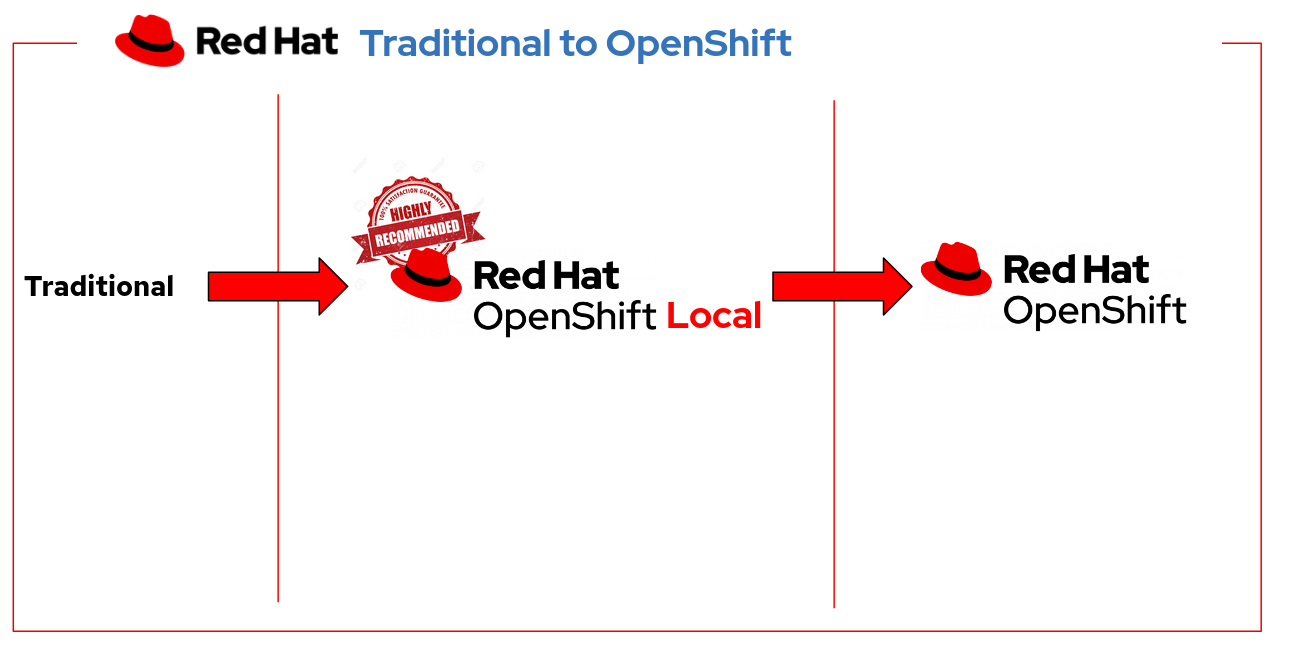 Red Hat Traditional to OpenShift
100% SATISFACTION GUARANTEE
HIGHLY
RECOMMENDED
Traditional
Red Hat
OpenShift Local
Red Hat
OpenShift